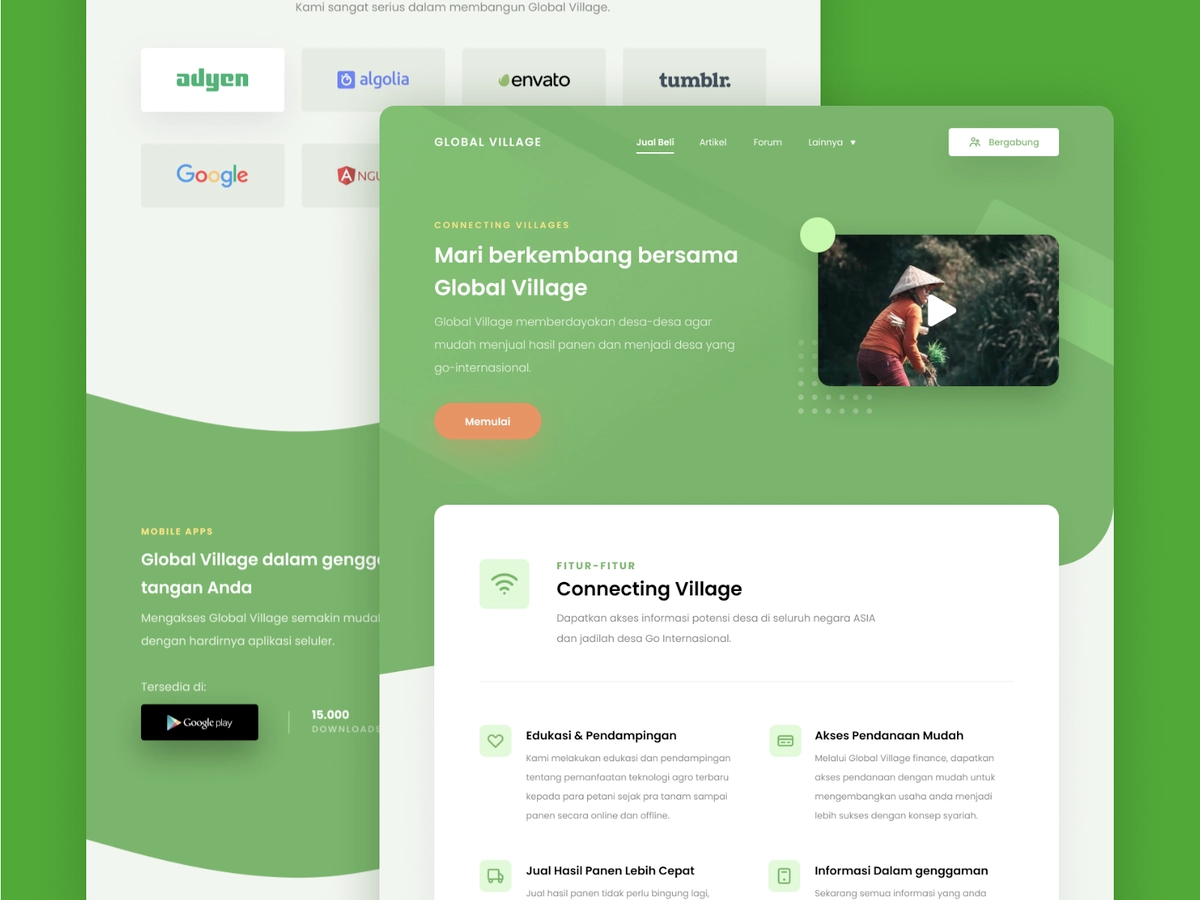 Kami sangat serius dalam membangun Global Village.
adyen
algolia
envato
tumblr.
Google
GLOBAL VILLAGE
Jual Beli
Artikel
Forum
Lainnya
Bergabung
CONNECTING VILLAGES
Mari berkembang bersama
Global Village
Global Village memberdayakan desa-desa agar
mudah menjual hasil panen dan menjadi desa yang
go-internasional.
Memulai
MOBILE APPS
Global Village dalam
tangan Anda
Mengakses Global Village semakin
dengan hardirnya aplikasi seluler.
Tersedia di:
Google play
15.000
DOWNLOADS
FITUR-FITUR
Connecting Village
Dapatkan akses informasi potensi desa di seluruh negara ASIA
dan jadilah desa Go Internasional.
Edukasi & Pendampingan
Kami melakukan edukasi dan pendampingan
tentang pemanfaatan teknologi agro terbaru
kepada para petani sejak pra tanam sampai
panen secara online dan offline.
Akses Pendanaan Mudah
Melalui Global Village finance, dapatkan
akses pendanaan dengan mudah untuk
mengembangkan usaha anda menjadi
lebih sukses dengan konsep syariah.
Jual Hasil Panen Lebih Cepat
Jual hasil panen tidak perlu bingung lagi,
Informasi Dalam genggaman
Sekarang semua informasi yang anda